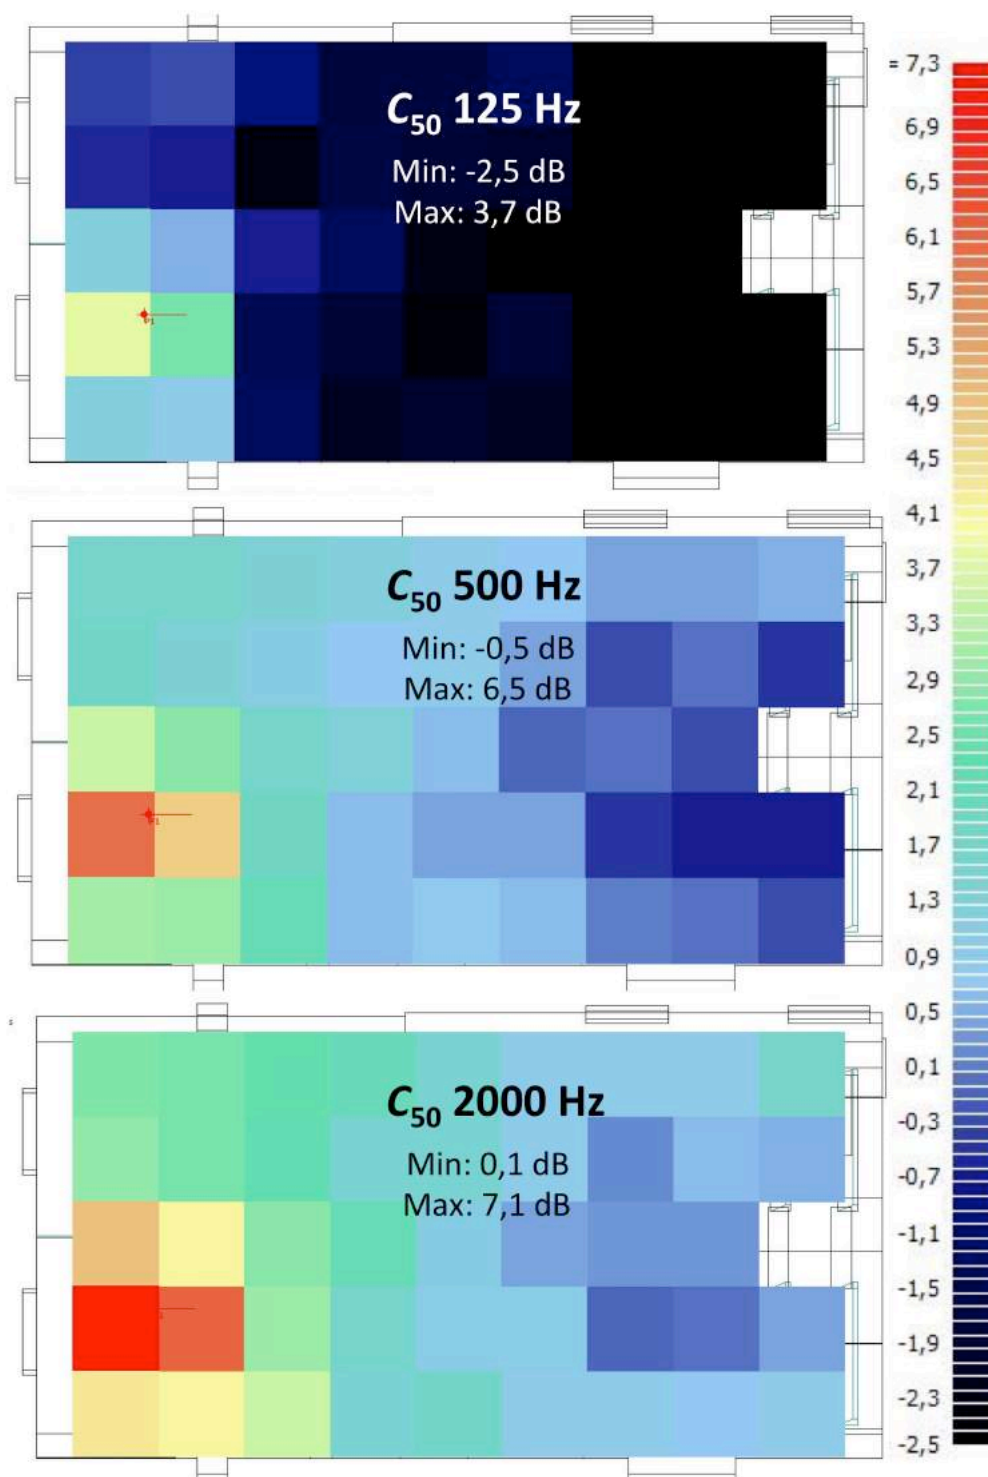 C50 125 Hz
Min: -2,5 dB
Max: 3,7 dB
C50 500 Hz
Min: -0,5 dB
Max: 6,5 dB
C50 2000 Hz
Min: 0,1 dB
Max: 7,1 dB
= 7,3
6,9
6,5
6,1
5,7
5,3
4,9
4,5
4,1
3,7
3,3
2,9
2,5
2,1
1,7
1,3
0,9
0,5
0,1
-0,3
-0,7
-1,1
-1,5
-1,9
-2,3
-2,5